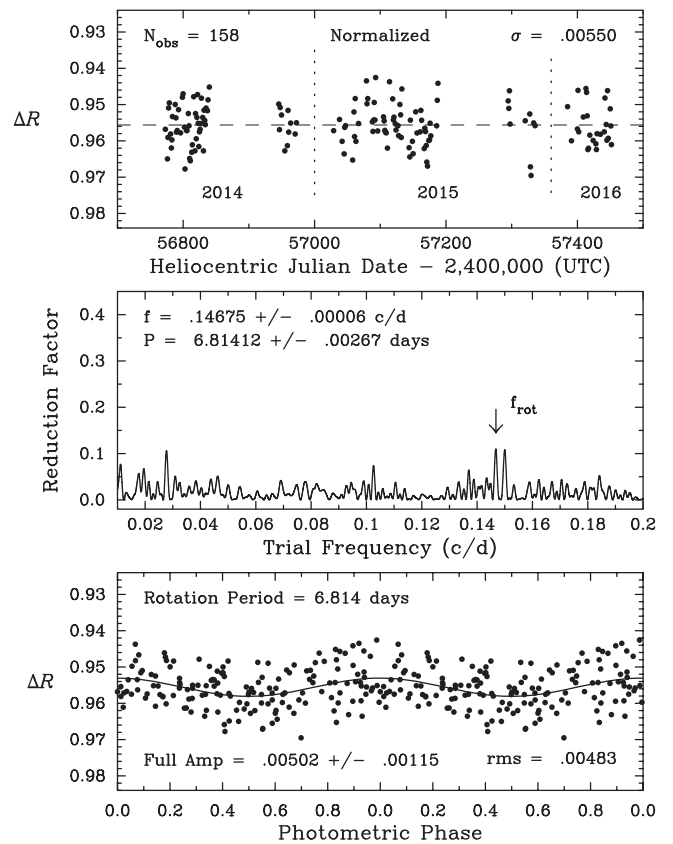 N_obs = 158 Normalized σ = .00550
0.93
0.94
0.95
ΔR
0.96
0.97
2014 2015 2016
0.98
56800 57000 57200 57400
Heliocentric Julian Date − 2,400,000 (UTC)
Reduction Factor
0.4
f = .14675 +/− .00006 c/d
P = 6.81412 +/− .00267 days
0.3
0.2
f_rot
0.1
0.0
0.02 0.04 0.06 0.08 0.1 0.12 0.14 0.16 0.18 0.2
Trial Frequency (c/d)
0.93
Rotation Period = 6.814 days
0.94
0.95
ΔR
0.96
0.97
Full Amp = .00502 +/− .00115 rms = .00483
0.98
0.0 0.2 0.4 0.6 0.8 0.0 0.2 0.4 0.6 0.8 0.0
Photometric Phase